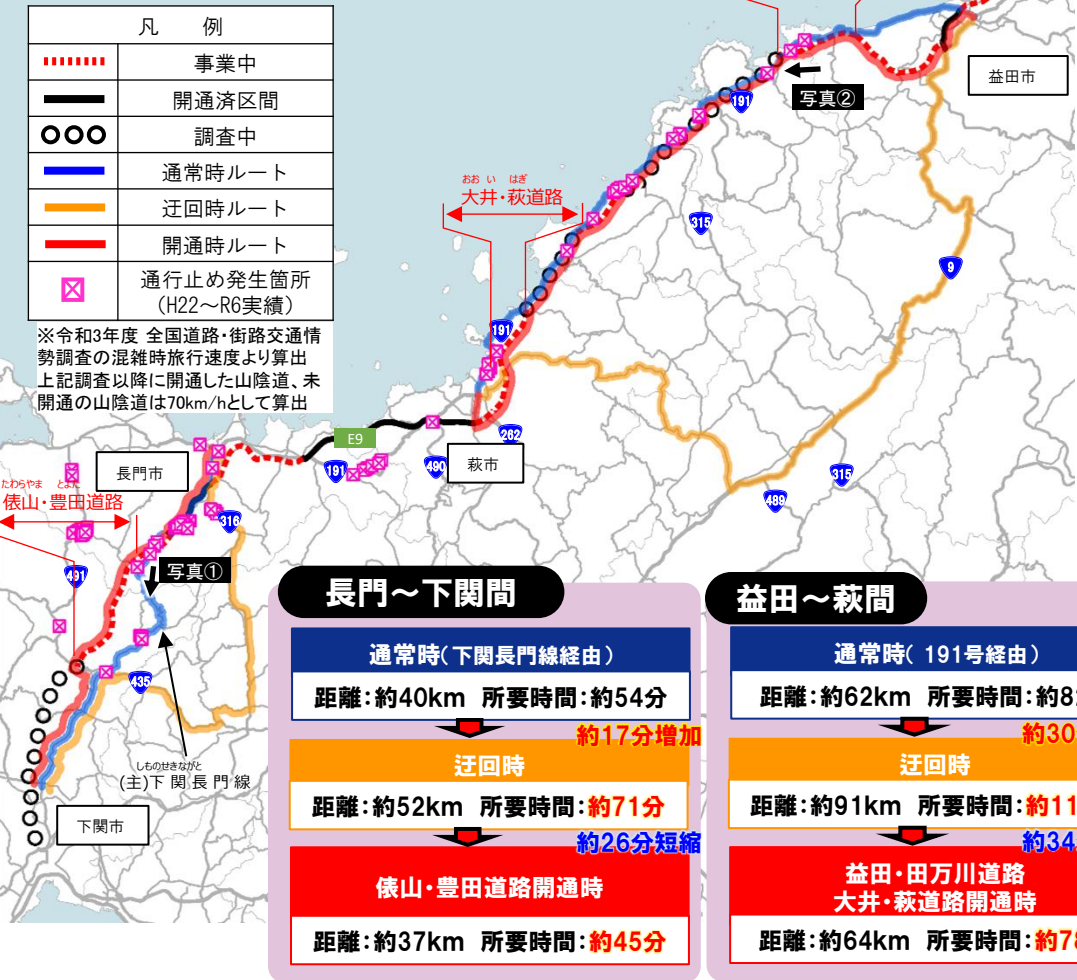 凡 例
事業中
開通済区間
調査中
通常時ルート
迂回時ルート
開通時ルート
通行止め発生箇所
(H22～R6実績)
※令和3年度 全国道路・街路交通情
勢調査の混雑時旅行速度より算出
上記調査以降に開通した山陰道、未
開通の山陰道は70km/hとして算出
益田市
写真②
191
おおい はぎ
大井・萩道路
315
9
191
E9
262
191
490
萩市
長門市
315
489
たわらやま とよた
俵山・豊田道路
316
491
写真①
435
しものせきながと
(主)下関長門線
下関市
長門～下関間
通常時(下関長門線経由)
距離:約40km 所要時間:約54分
約17分増加
迂回時
距離:約52km 所要時間:約71分
約26分短縮
俵山・豊田道路開通時
距離:約37km 所要時間:約45分
益田～萩間
通常時( 191号経由)
距離:約62km 所要時間:約8
約30
迂回時
距離:約91km 所要時間:約11
約34
益田・田万川道路
大井・萩道路開通時
距離:約64km 所要時間:約78